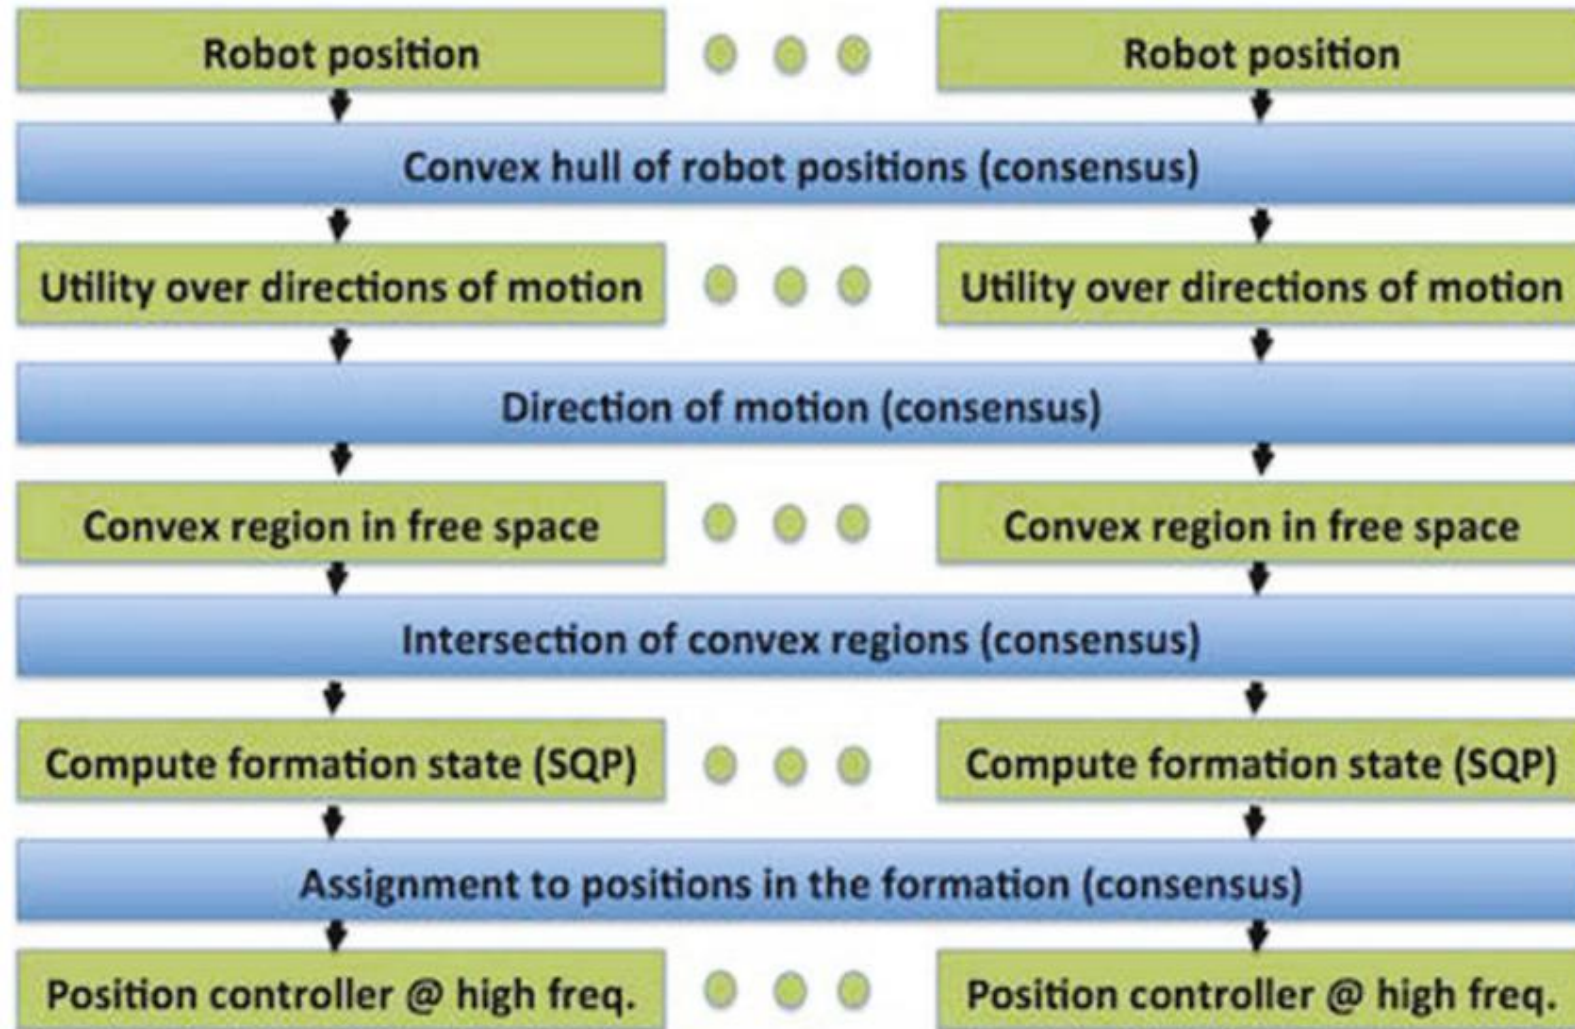 Robot position
Robot position
Convex hull of robot positions (consensus)
Utility over directions of motion
Utility over directions of motion
Direction of motion (consensus)
Convex region in free space
Convex region in free space
Intersection of convex regions (consensus)
Compute formation state (SQP)
Compute formation state (SQP)
Assignment to positions in the formation (consensus)
Position controller @ high freq.
Position controller @ high freq.